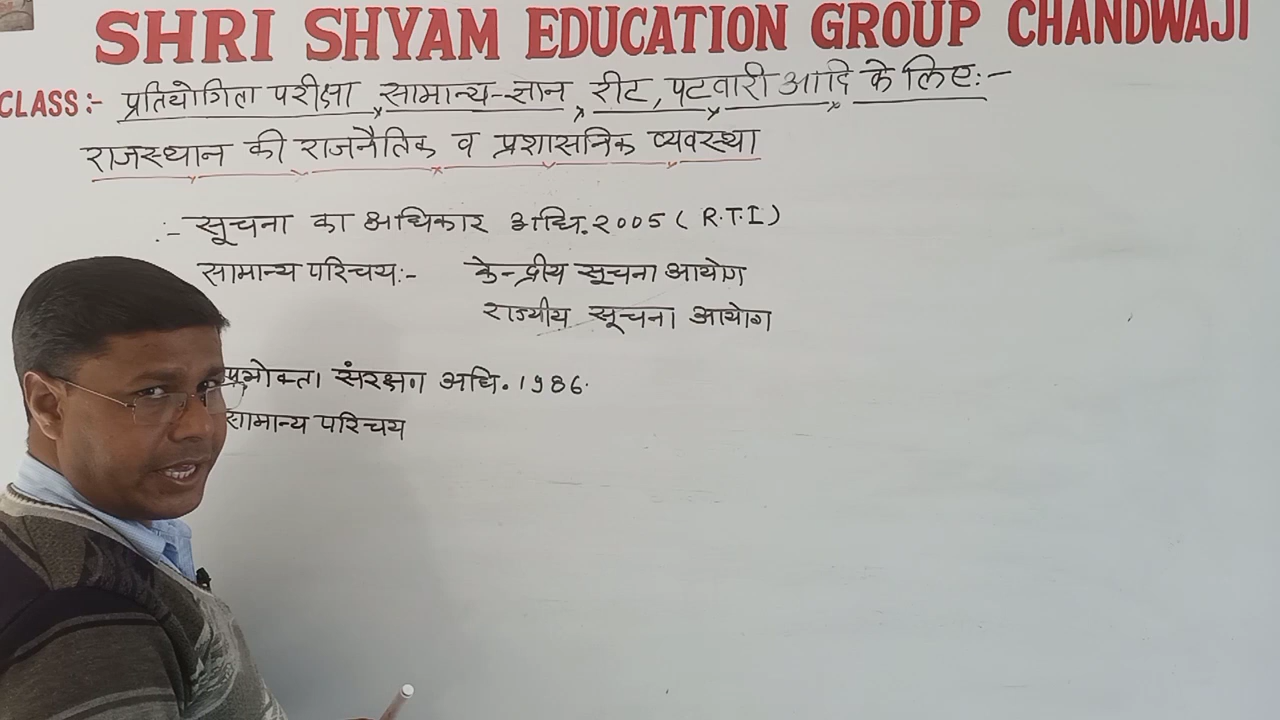 SHRI SHYAM EDUCATION GROUP CHANDWAJI
CLASS:- प्रतियोगिता परीक्षा, सामान्य-ज्ञान, रीट, पटवारी आदि के लिए:-
राजस्थान की राजनैतिक व प्रशासनिक व्यवस्था
:- सूचना का अधिकार अधि. 2005 ( R.T.I )
सामान्य परिचय:- केन्द्रीय सूचना आयोग
राज्यीय सूचना आयोग
संरक्षण अधि. 1986.
सामान्य परिचय